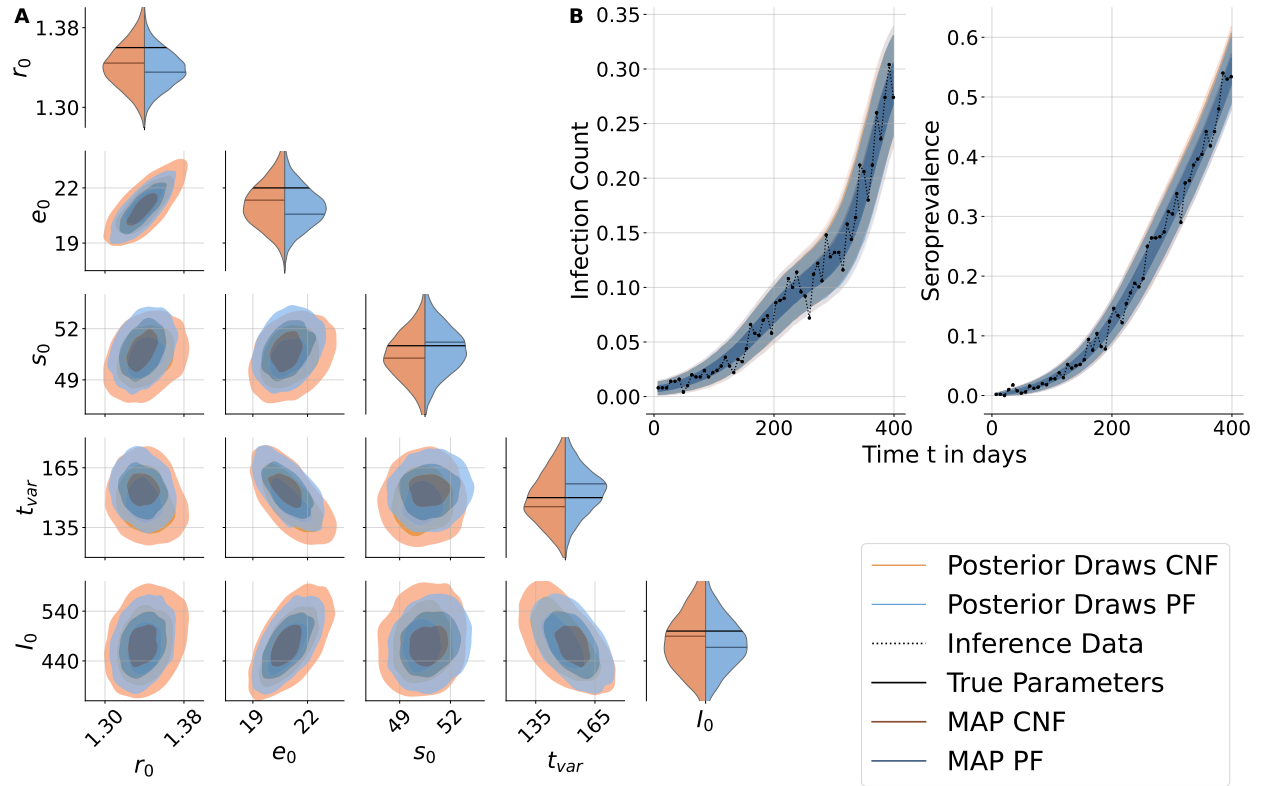 A
1.38
r0
1.30
22
e0
19
52
s0
49
165
tvar
135
540
I0
440
1.30
1.38
r0
19
22
e0
49
52
s0
135
165
tvar
I0
B
0.35
0.30
0.25
0.20
0.15
0.10
0.05
0.00
Infection Count
0
200
400
0.6
0.5
0.4
0.3
0.2
0.1
0.0
Seroprevalence
0
200
400
Time t in days
Posterior Draws CNF
Posterior Draws PF
Inference Data
True Parameters
MAP CNF
MAP PF